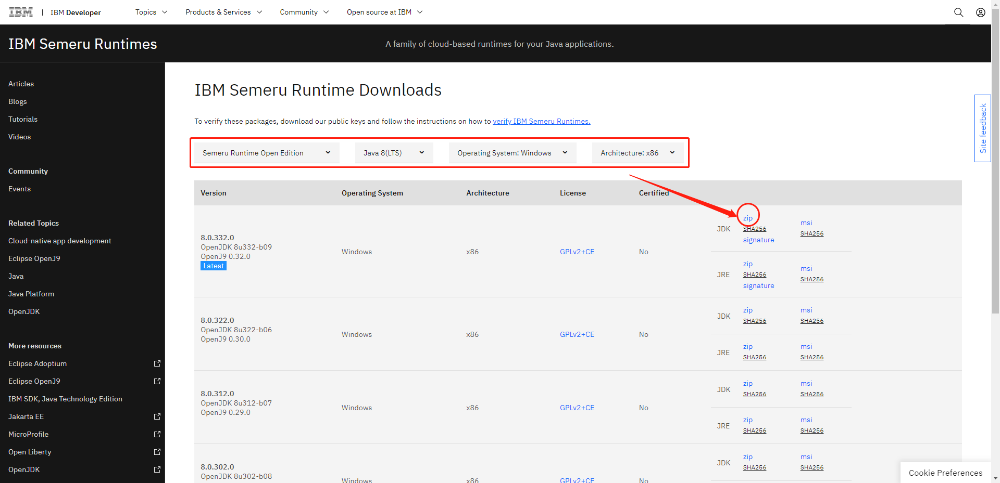 IBM | IBM Developer Topics Products & Services Community Open source at IBM
IBM Semeru Runtimes
A family of cloud-based runtimes for your Java applications.
Articles
Blogs
Tutorials
Videos
Community
Events
Related Topics
Cloud-native app development
Eclipse OpenJ9
Java
Java Platform
OpenJDK
More resources
Eclipse Adoptium
Eclipse OpenJ9
IBM SDK, Java Technology Edition
Jakarta EE
MicroProfile
Open Liberty
OpenJDK
IBM Semeru Runtime Downloads
To verify these packages, download our public keys and follow the instructions on how to verify IBM Semeru Runtimes.
Semeru Runtime Open Edition Java 8(LTS) Operating System: Windows Architecture: x86
Version Operating System Architecture License Certified
8.0.332.0
OpenJDK 8u332-b09
OpenJ9 0.32.0
Latest
Windows x86 GPLv2+CE No
JDK
zip
SHA256
signature
msi
SHA256
JRE
zip
SHA256
signature
msi
SHA256
8.0.322.0
OpenJDK 8u322-b06
OpenJ9 0.30.0
Windows x86 GPLv2+CE No
JDK
zip
SHA256
msi
SHA256
JRE
zip
SHA256
msi
SHA256
8.0.312.0
OpenJDK 8u312-b07
OpenJ9 0.29.0
Windows x86 GPLv2+CE No
JDK
zip
SHA256
msi
SHA256
JRE
zip
SHA256
msi
SHA256
8.0.302.0
OpenJDK 8u302-b08
Windows x86 GPLv2+CE No
JDK
zip
SHA256
msi
SHA256
Site feedback
Cookie Preferences